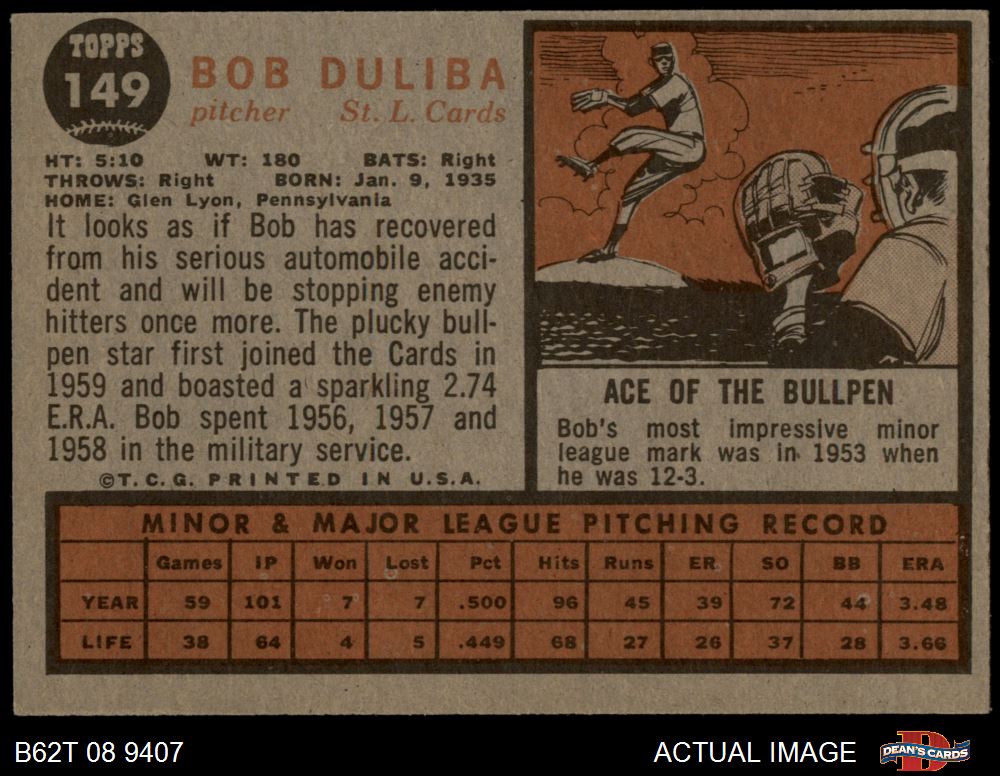 TOPPS
149
BOB DULIBA
pitcher St. L. Cards
HT: 5:10 WT: 180 BATS: Right
THROWS: Right BORN: Jan. 9, 1935
HOME: Glen Lyon, Pennsylvania
It looks as if Bob has recovered
from his serious automobile acci-
dent and will be stopping enemy
hitters once more. The plucky bull-
pen star first joined the Cards in
1959 and boasted a sparkling 2.74
E.R.A. Bob spent 1956, 1957 and
1958 in the military service.
©T.C.G. PRINTED IN U.S.A.
ACE OF THE BULLPEN
Bob's most impressive minor
league mark was in 1953 when
he was 12-3.
MINOR & MAJOR LEAGUE PITCHING RECORD
Games IP Won Lost Pct Hits Runs ER SO BB ERA
YEAR 59 101 7 7 .500 96 45 39 72 44 3.48
LIFE 38 64 4 5 .449 68 27 26 37 28 3.66
B62T 08 9407 ACTUAL IMAGE DEAN'S CARDS